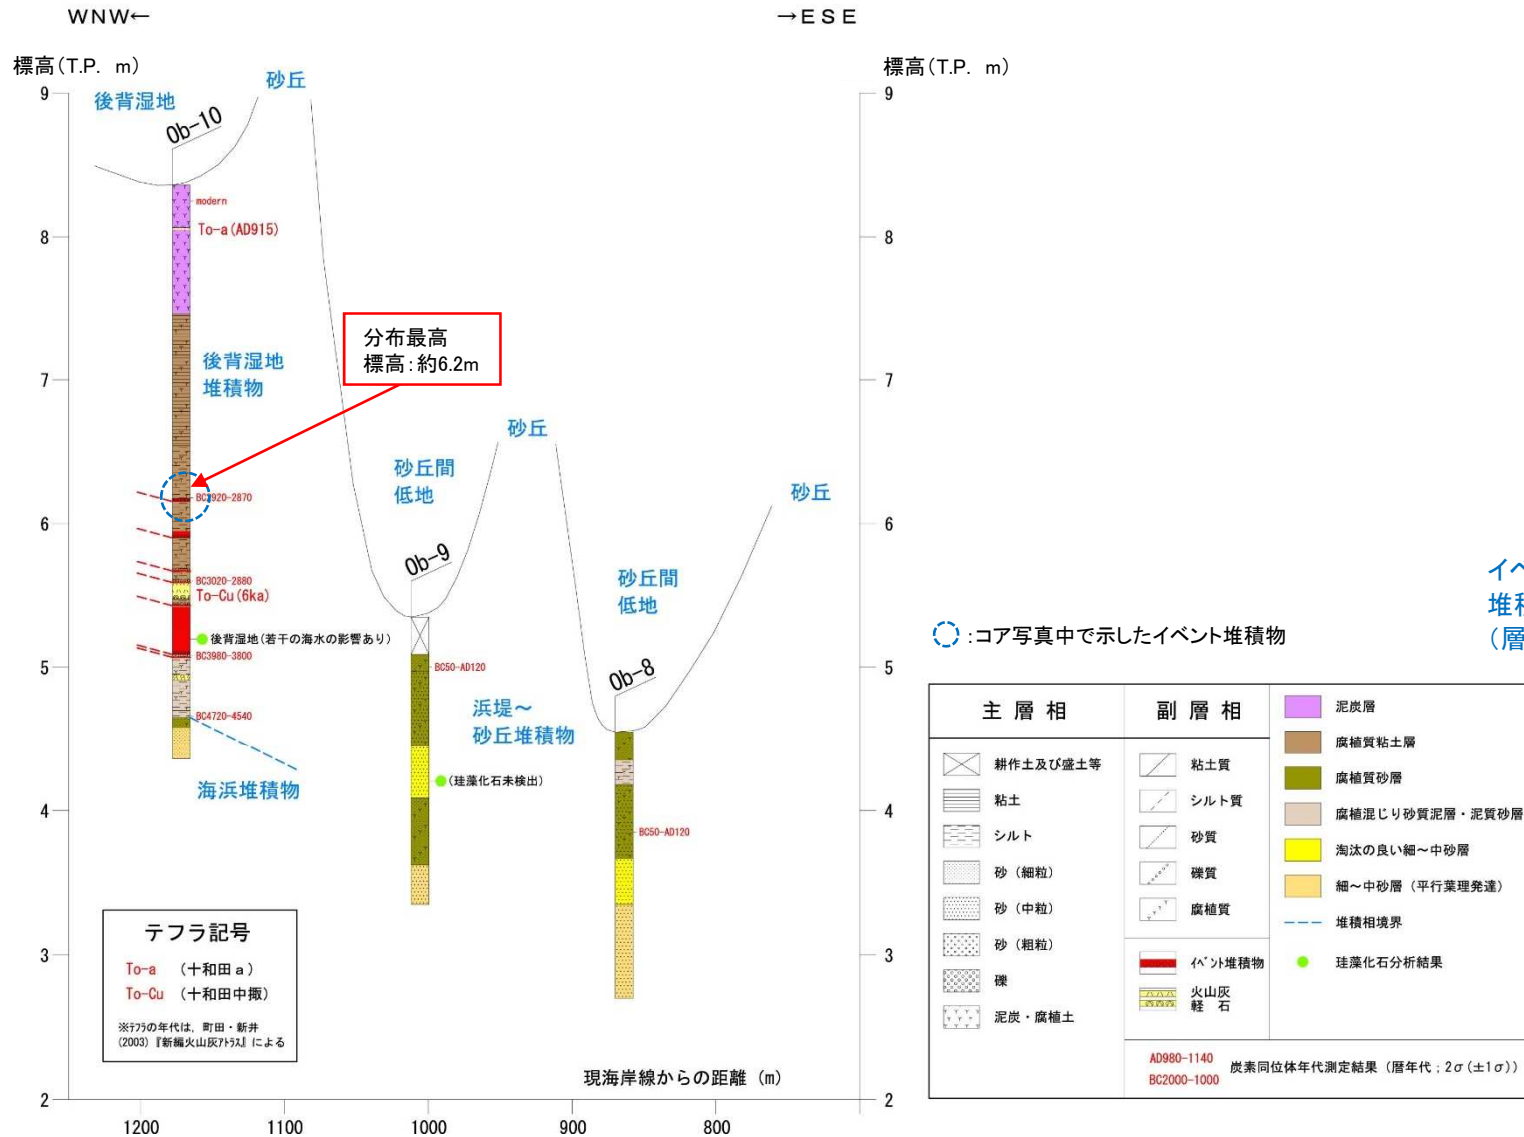 WNW←
→ESE
標高(T.P. m)
標高(T.P. m)
9
8
7
6
5
4
3
2
9
8
7
6
5
4
3
2
後背湿地
砂丘
Ob-10
modern
To-a(AD915)
後背湿地
堆積物
分布最高
標高：約6.2m
砂丘
砂丘間
低地
砂丘
Ob-9
砂丘間
低地
Ob-8
BC3020-2880
To-Cu(6ka)
後背湿地(若干の海水の影響あり)
BC3980-3800
BC4720-4540
海浜堆積物
BC50-AD120
浜堤～
砂丘堆積物
(珪藻化石未検出)
BC50-AD120
テフラ記号
To-a （十和田a）
To-Cu （十和田中掫）
※テフラの年代は，町田・新井
(2003)『新編火山灰アトラス』による
現海岸線からの距離（m）
1200
1100
1000
900
800
：コア写真中で示したイベント堆積物
主層相
耕作土及び盛土等
粘土
シルト
砂（細粒）
砂（中粒）
砂（粗粒）
礫
泥炭・腐植土
副層相
粘土質
シルト質
砂質
礫質
腐植質
イベント堆積物
火山灰
軽石
泥炭層
腐植質粘土層
腐植質砂層
腐植混じり砂質泥層・泥質砂層
淘汰の良い細～中砂層
細～中砂層（平行葉理発達）
堆積相境界
珪藻化石分析結果
AD980-1140
BC2000-1000
炭素同位体年代測定結果（暦年代；2σ(±1σ)）